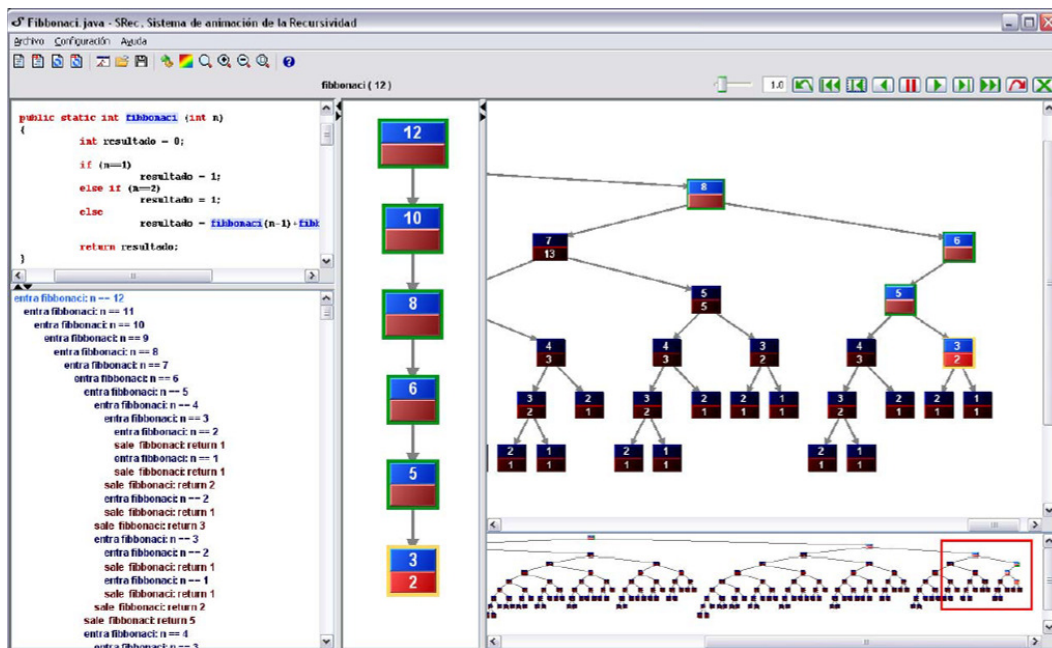 Fibbonaci.java - SRec, Sistema de animación de la Recursividad
Archivo Configuración Ayuda
fibbonaci ( 12 )
1.0
public static int fibbonaci (int n)
{
int resultado = 0;
if (n==1)
resultado = 1;
else if (n==2)
resultado = 1;
else
resultado = fibbonaci(n-1)+fibb
return resultado;
}
entra fibbonaci: n == 12
entra fibbonaci: n == 11
entra fibbonaci: n == 10
entra fibbonaci: n == 9
entra fibbonaci: n == 8
entra fibbonaci: n == 7
entra fibbonaci: n == 6
entra fibbonaci: n == 5
entra fibbonaci: n == 4
entra fibbonaci: n == 3
entra fibbonaci: n == 2
sale fibbonaci: return 1
entra fibbonaci: n == 1
sale fibbonaci: return 1
sale fibbonaci: return 2
entra fibbonaci: n == 2
sale fibbonaci: return 1
sale fibbonaci: return 3
entra fibbonaci: n == 3
entra fibbonaci: n == 2
sale fibbonaci: return 1
entra fibbonaci: n == 1
sale fibbonaci: return 1
sale fibbonaci: return 2
sale fibbonaci: return 5
entra fibbonaci: n == 4
entra fibbonaci: n == 3
12
10
8
6
5
3
2
8
7 6
13
5 5
5
4 4 3 4 3
3 3 2 3 2
3 2 3 2 2 1 3 2 2 1
2 1 2 1 1 1 2 1 1 1
2 1 2 1 2 1
1 1 1 1 1 1